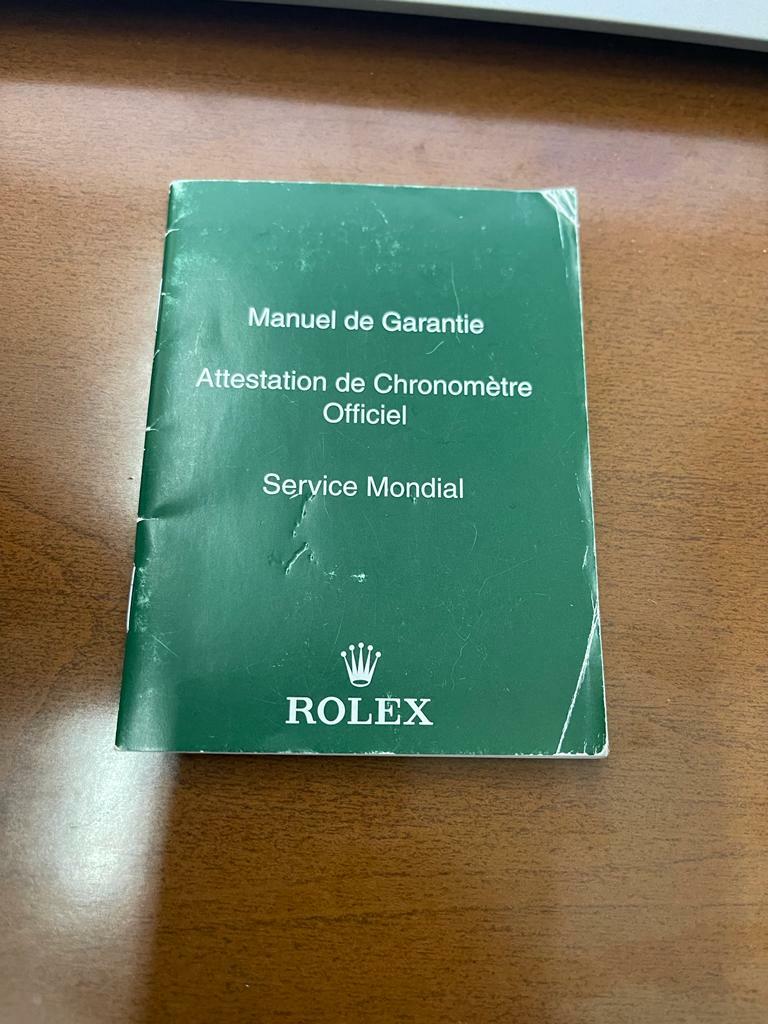 Manuel de Garantie
Attestation de Chronomètre
Officiel
Service Mondial
ROLEX